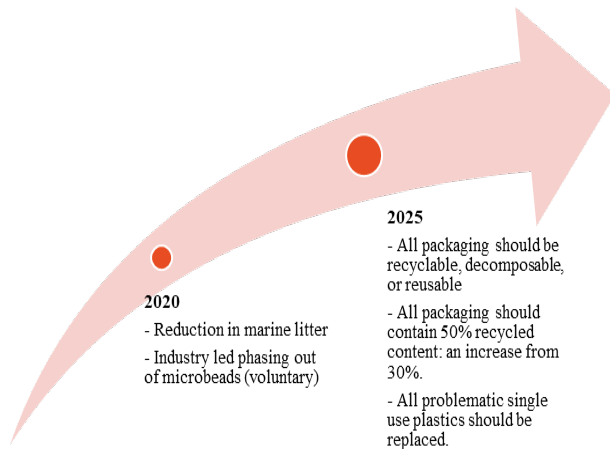 2020
- Reduction in marine litter
- Industry led phasing out
of microbeads (voluntary)
2025
- All packaging should be
recyclable, decomposable,
or reusable
- All packaging should
contain 50% recycled
content: an increase from
30%.
- All problematic single
use plastics should be
replaced.